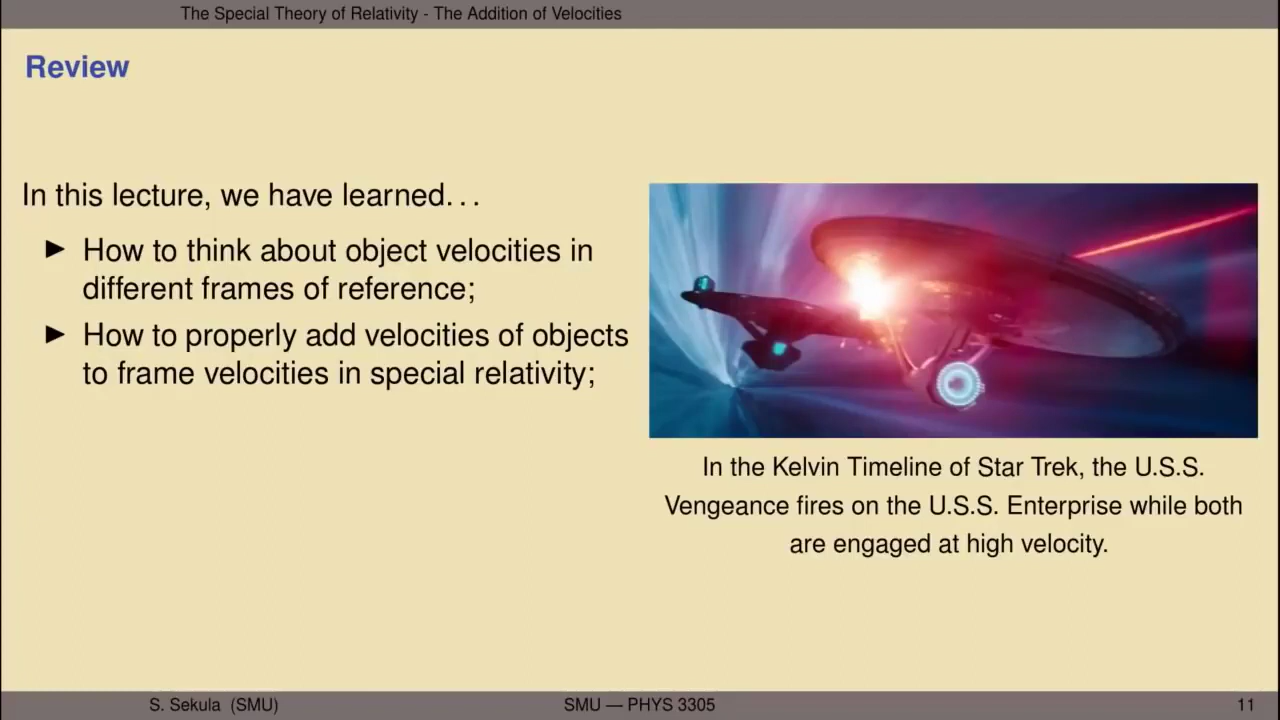 The Special Theory of Relativity - The Addition of Velocities
Review
In this lecture, we have learned. . .
► How to think about object velocities in
different frames of reference;
► How to properly add velocities of objects
to frame velocities in special relativity;
In the Kelvin Timeline of Star Trek, the U.S.S.
Vengeance fires on the U.S.S. Enterprise while both
are engaged at high velocity.
S. Sekula (SMU)
SMU — PHYS 3305
11